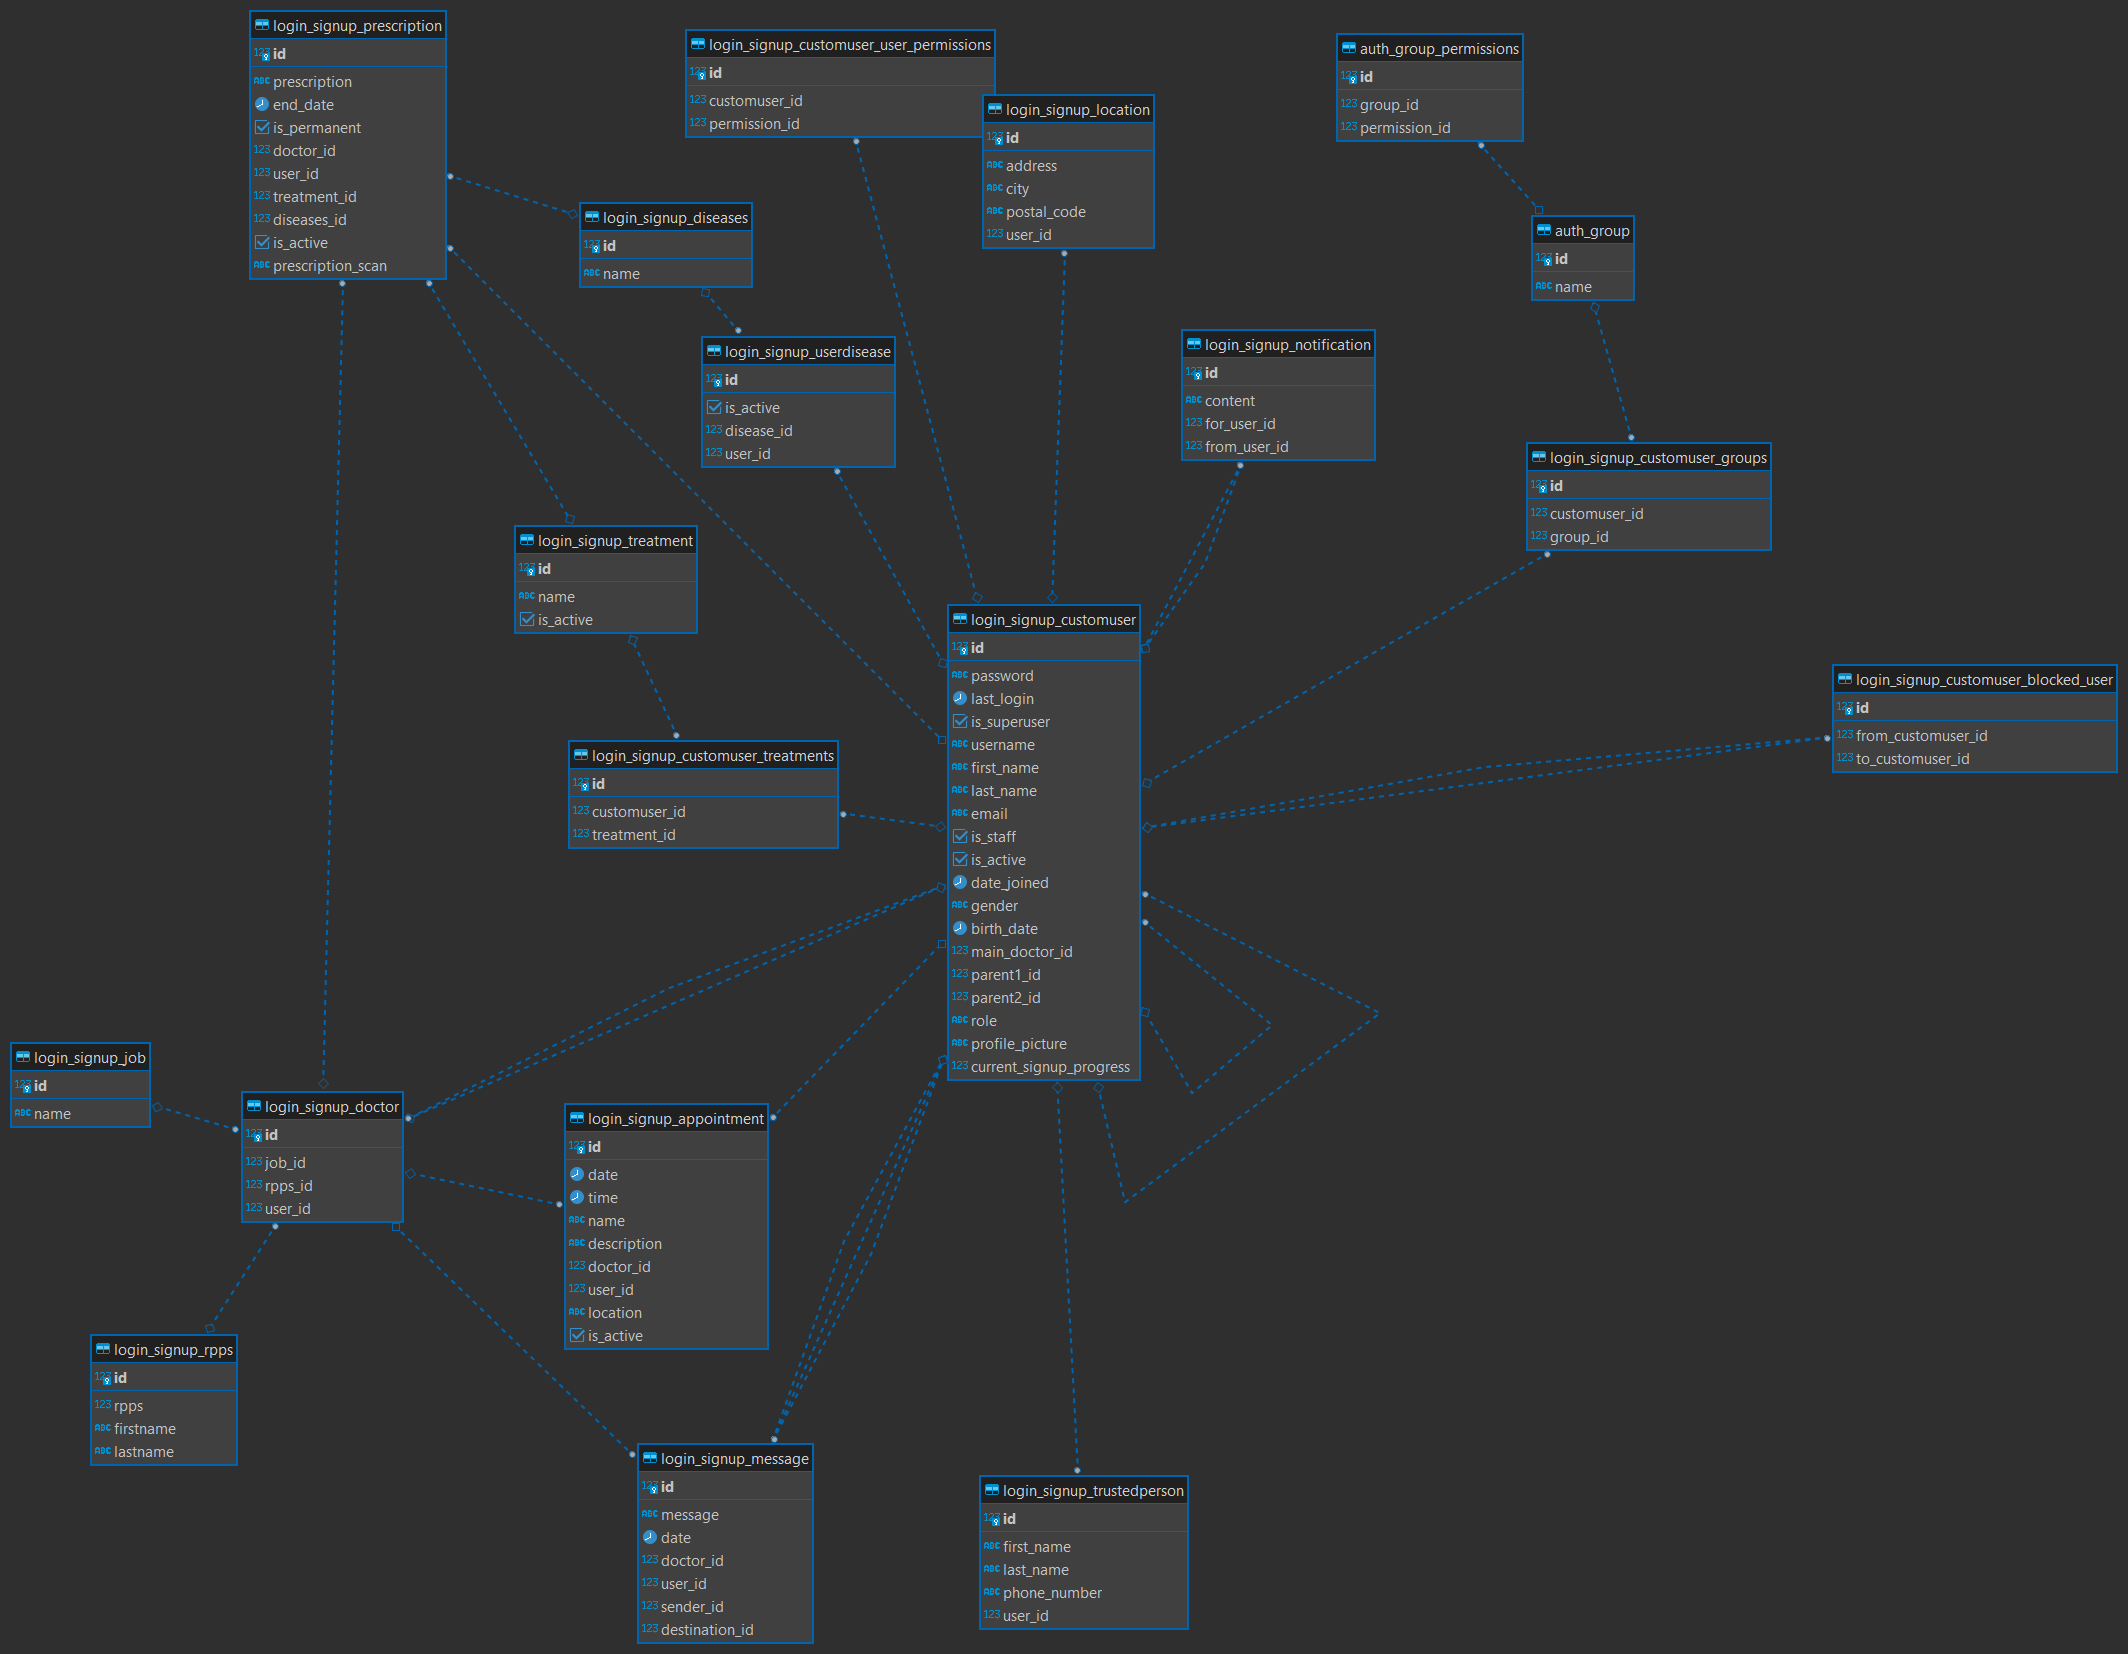 login_signup_prescription
id
prescription
end_date
is_permanent
doctor_id
user_id
treatment_id
diseases_id
is_active
prescription_scan
login_signup_customuser_user_permissions
id
customuser_id
permission_id
login_signup_location
id
address
city
postal_code
user_id
auth_group_permissions
id
group_id
permission_id
login_signup_diseases
id
name
auth_group
id
name
login_signup_userdisease
id
is_active
disease_id
user_id
login_signup_notification
id
content
for_user_id
from_user_id
login_signup_customuser_groups
id
customuser_id
group_id
login_signup_treatment
id
name
is_active
login_signup_customuser
id
password
last_login
is_superuser
username
first_name
last_name
email
is_staff
is_active
date_joined
gender
birth_date
main_doctor_id
parent1_id
parent2_id
role
profile_picture
current_signup_progress
login_signup_customuser_blocked_user
id
from_customuser_id
to_customuser_id
login_signup_customuser_treatments
id
customuser_id
treatment_id
login_signup_job
id
name
login_signup_doctor
id
job_id
rpps_id
user_id
login_signup_appointment
id
date
time
name
description
doctor_id
user_id
location
is_active
login_signup_rpps
id
rpps
firstname
lastname
login_signup_message
id
message
date
doctor_id
user_id
sender_id
destination_id
login_signup_trustedperson
id
first_name
last_name
phone_number
user_id